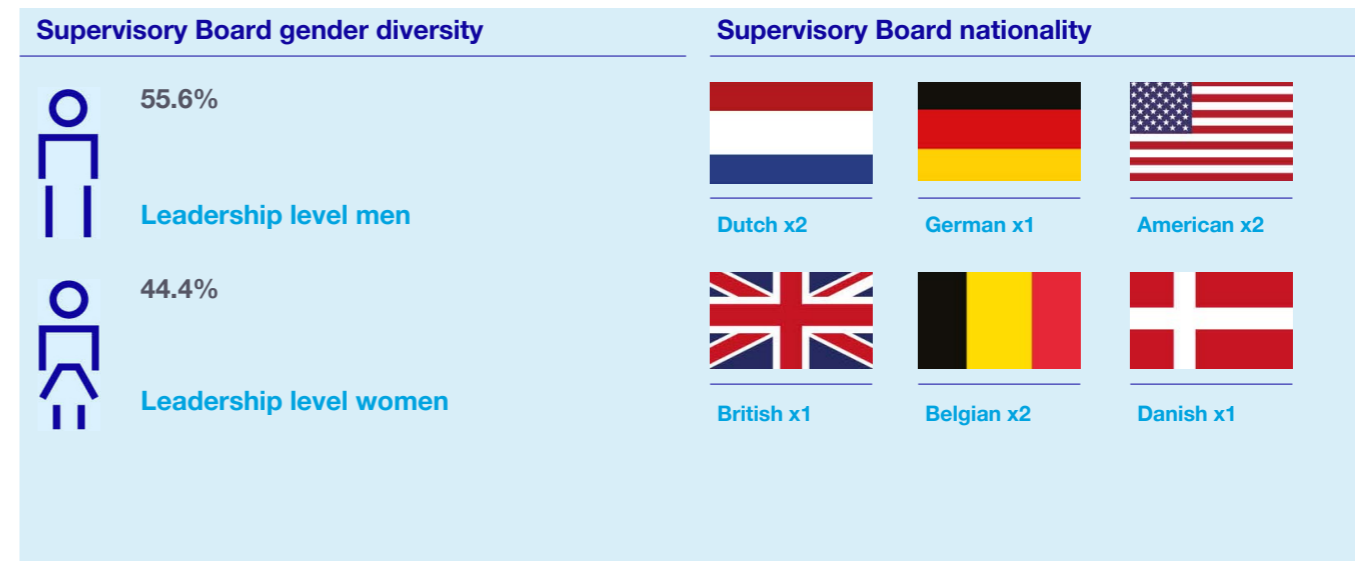 Supervisory Board gender diversity
55.6%
Leadership level men
44.4%
Leadership level women
Supervisory Board nationality
Dutch x2
German x1
American x2
British x1
Belgian x2
Danish x1